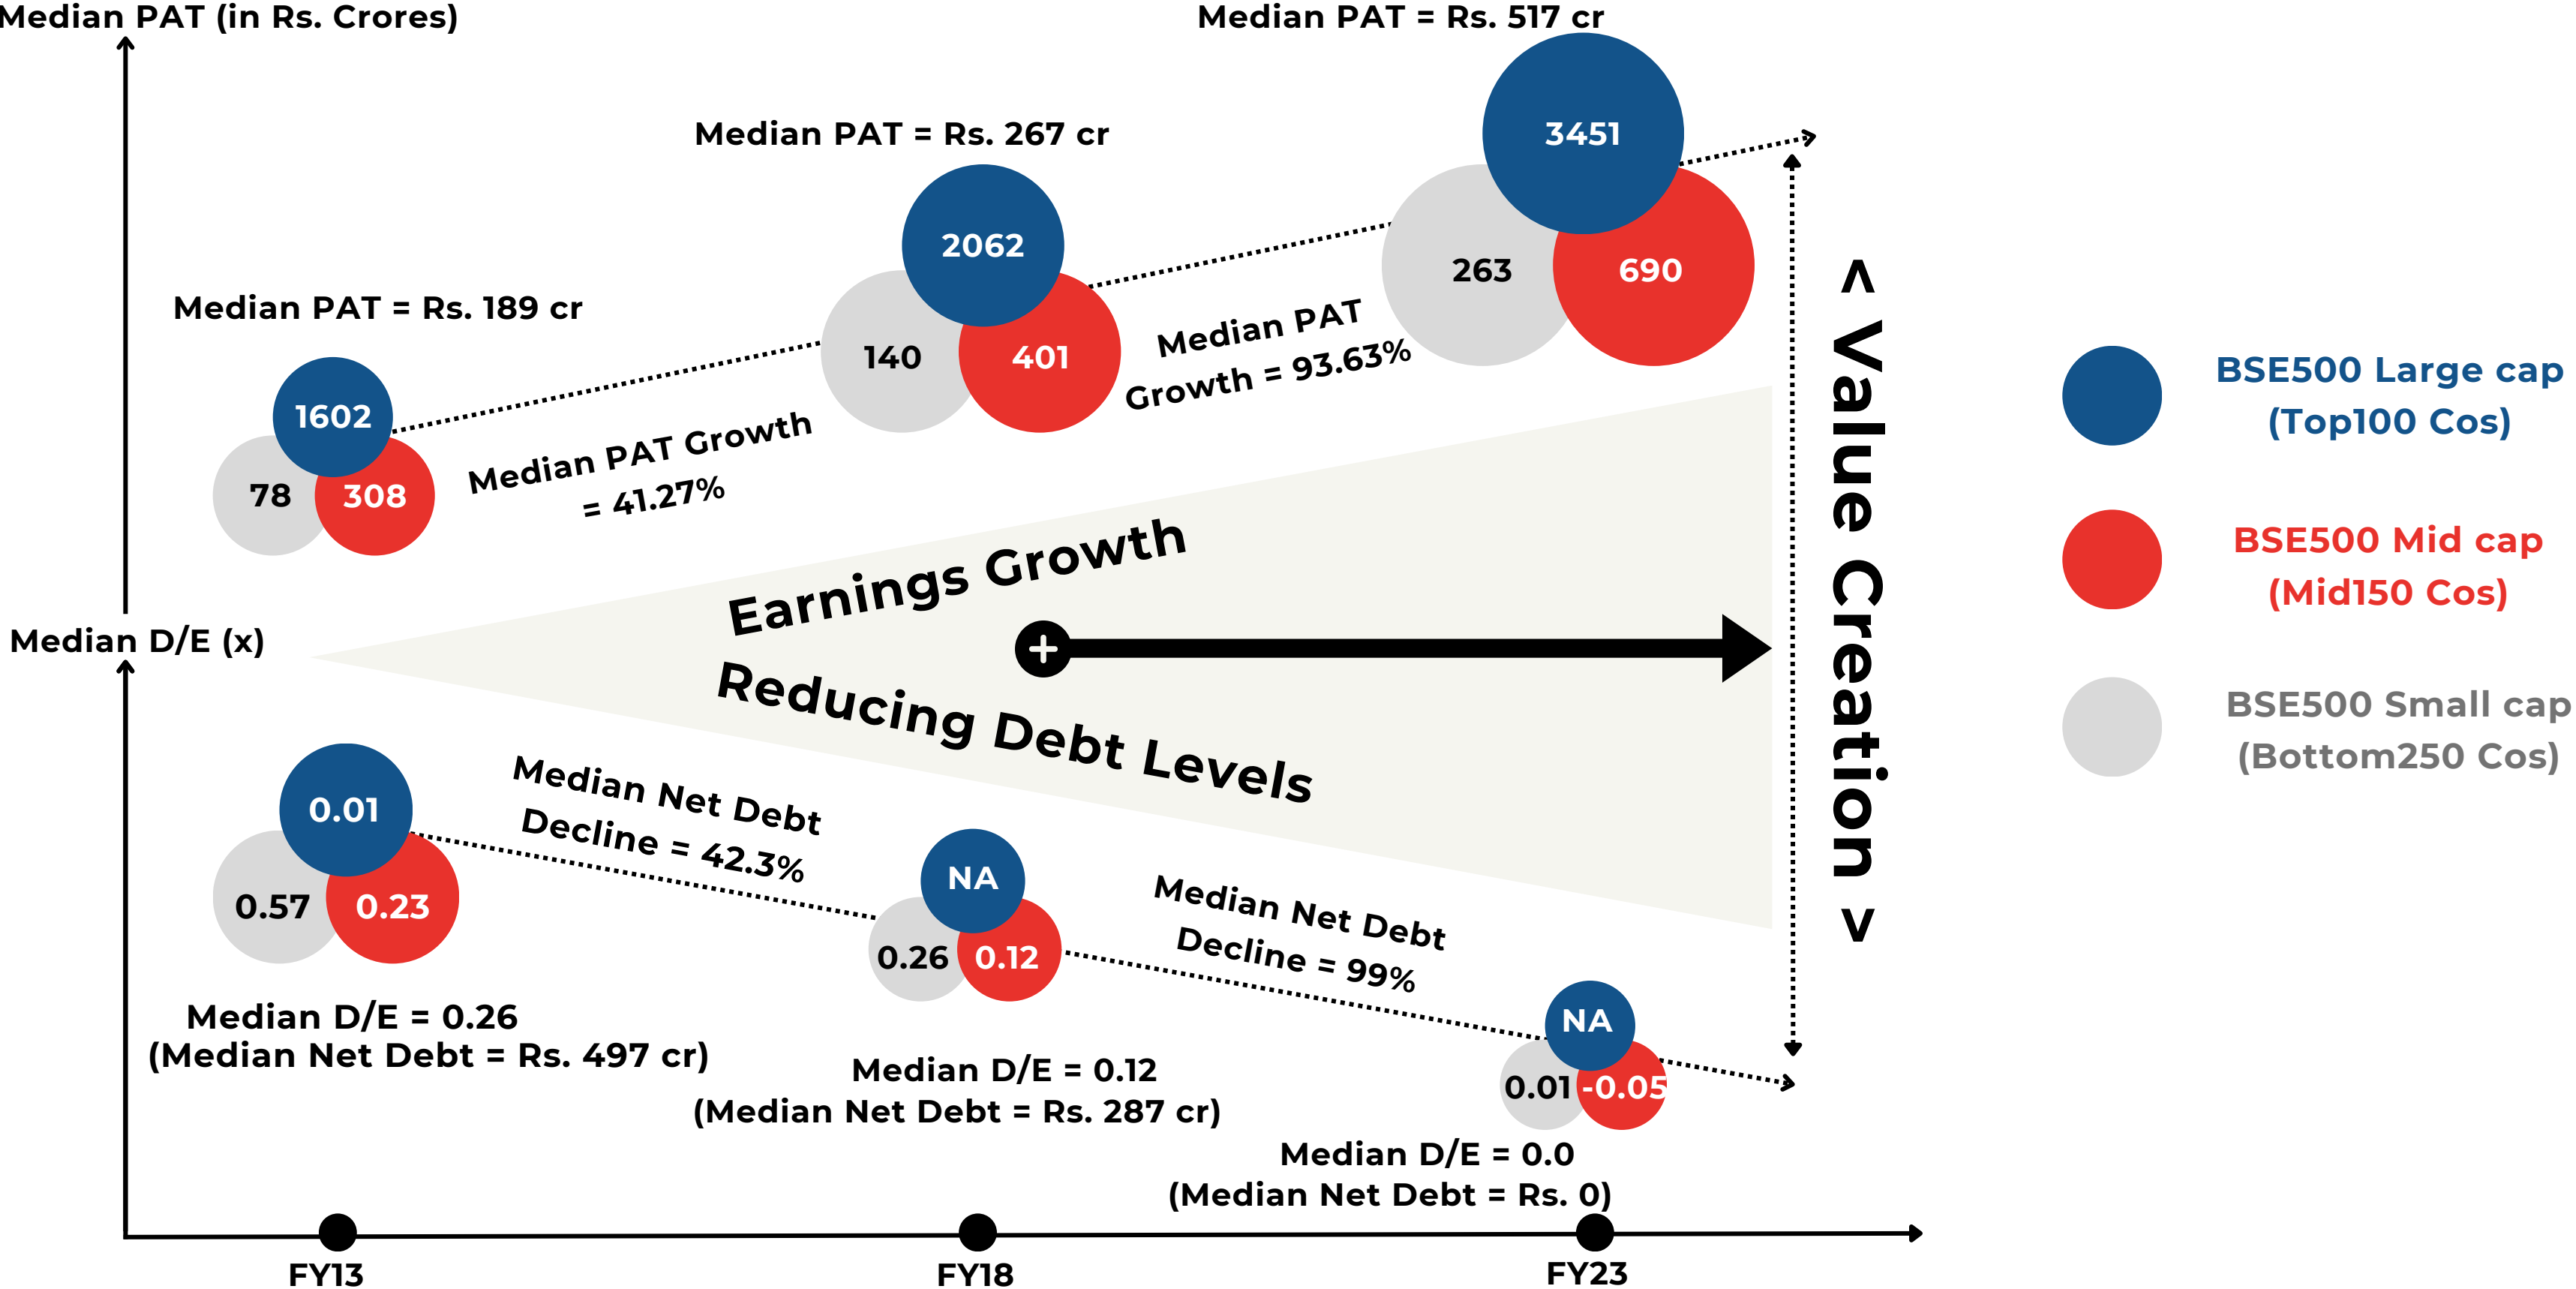 Median PAT (in Rs. Crores)
Median PAT = Rs. 517 cr
3451
263
690
Median PAT = Rs. 267 cr
2062
140
401
Median PAT = Rs. 189 cr
1602
78
308
Median PAT Growth
= 41.27%
Median PAT
Growth = 93.63%
Earnings Growth
+
Reducing Debt Levels
< Value Creation >
BSE500 Large cap
(Top100 Cos)
BSE500 Mid cap
(Mid150 Cos)
BSE500 Small cap
(Bottom250 Cos)
Median D/E (x)
0.01
0.57
0.23
Median Net Debt
Decline = 42.3%
NA
0.26
0.12
Median Net Debt
Decline = 99%
NA
0.01
-0.05
Median D/E = 0.26
(Median Net Debt = Rs. 497 cr)
Median D/E = 0.12
(Median Net Debt = Rs. 287 cr)
Median D/E = 0.0
(Median Net Debt = Rs. 0)
FY13
FY18
FY23